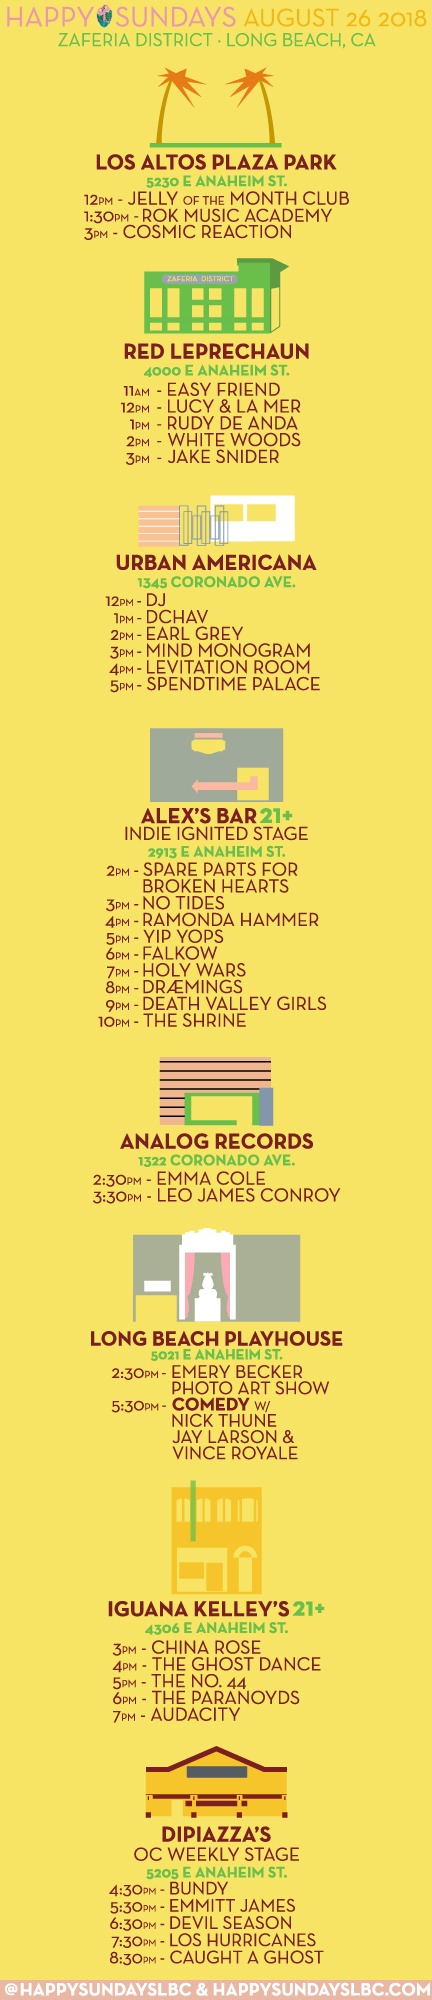 HAPPY SUNDAYS AUGUST 26 2018
ZAFERIA DISTRICT · LONG BEACH, CA
LOS ALTOS PLAZA PARK
5230 E ANAHEIM ST.
12PM - JELLY OF THE MONTH CLUB
1:30PM - ROK MUSIC ACADEMY
3PM - COSMIC REACTION
ZAFERIA DISTRICT
RED LEPRECHAUN
4000 E ANAHEIM ST.
11AM - EASY FRIEND
12PM - LUCY & LA MER
1PM - RUDY DE ANDA
2PM - WHITE WOODS
3PM - JAKE SNIDER
URBAN AMERICANA
1345 CORONADO AVE.
12PM - DJ
1PM - DCHAV
2PM - EARL GREY
3PM - MIND MONOGRAM
4PM - LEVITATION ROOM
5PM - SPENDTIME PALACE
ALEX'S BAR 21+
INDIE IGNITED STAGE
2913 E ANAHEIM ST.
2PM - SPARE PARTS FOR
BROKEN HEARTS
3PM - NO TIDES
4PM - RAMONDA HAMMER
5PM - YIP YOPS
6PM - FALKOW
7PM - HOLY WARS
8PM - DRÆMINGS
9PM - DEATH VALLEY GIRLS
10PM - THE SHRINE
ANALOG RECORDS
1322 CORONADO AVE.
2:30PM - EMMA COLE
3:30PM - LEO JAMES CONROY
LONG BEACH PLAYHOUSE
5021 E ANAHEIM ST.
2:30PM - EMERY BECKER
PHOTO ART SHOW
5:30PM - COMEDY W/
NICK THUNE
JAY LARSON &
VINCE ROYALE
IGUANA KELLEY'S 21+
4306 E ANAHEIM ST.
3PM - CHINA ROSE
4PM - THE GHOST DANCE
5PM - THE NO. 44
6PM - THE PARANOYDS
7PM - AUDACITY
DIPIAZZA'S
OC WEEKLY STAGE
5205 E ANAHEIM ST.
4:30PM - BUNDY
5:30PM - EMMITT JAMES
6:30PM - DEVIL SEASON
7:30PM - LOS HURRICANES
8:30PM - CAUGHT A GHOST
@HAPPYSUNDAYSLBC & HAPPYSUNDAYSLBC.COM